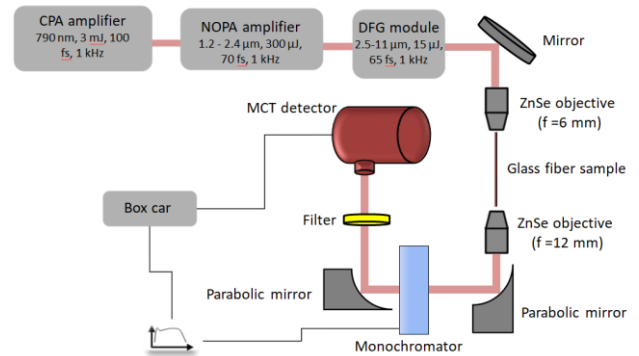 CPA amplifier
790 nm, 3 mJ, 100
fs, 1 kHz
NOPA amplifier
1.2 - 2.4 μm, 300 μJ,
70 fs, 1 kHz
DFG module
2.5-11 μm, 15 μJ,
65 fs, 1 kHz
Mirror
MCT detector
ZnSe objective
(f =6 mm)
Glass fiber sample
Box car
Filter
ZnSe objective
(f =12 mm)
Parabolic mirror
Parabolic mirror
Monochromator